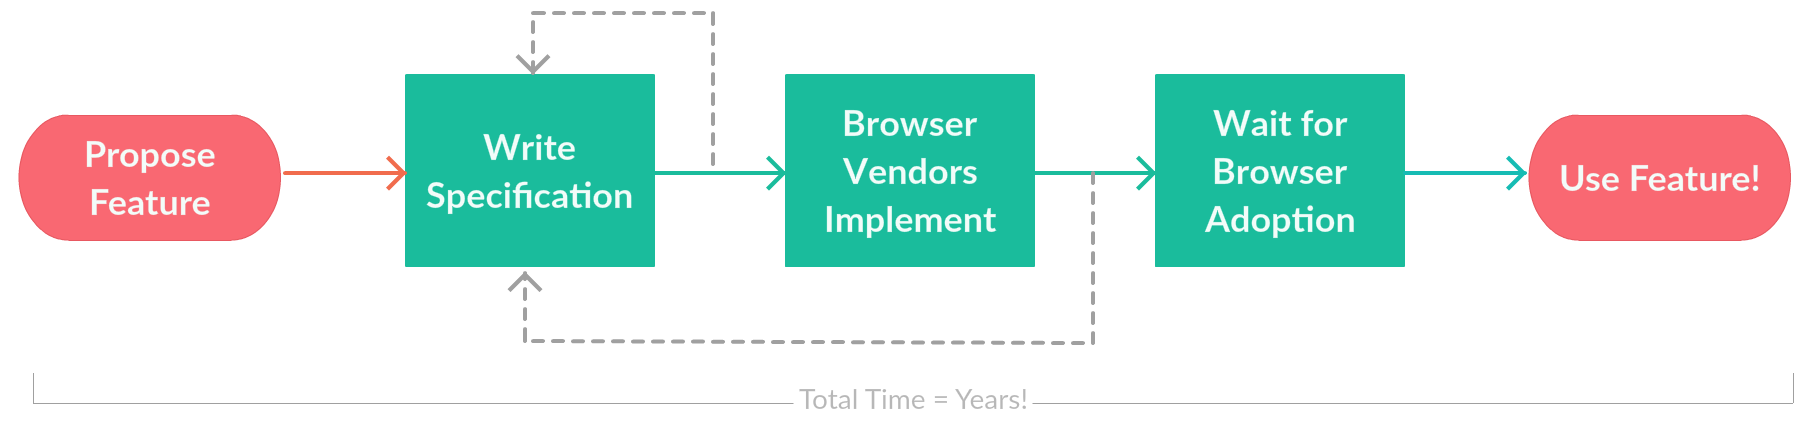 Propose
Feature
Write
Specification
Browser
Vendors
Implement
Wait for
Browser
Adoption
Use Feature!
Total Time = Years!